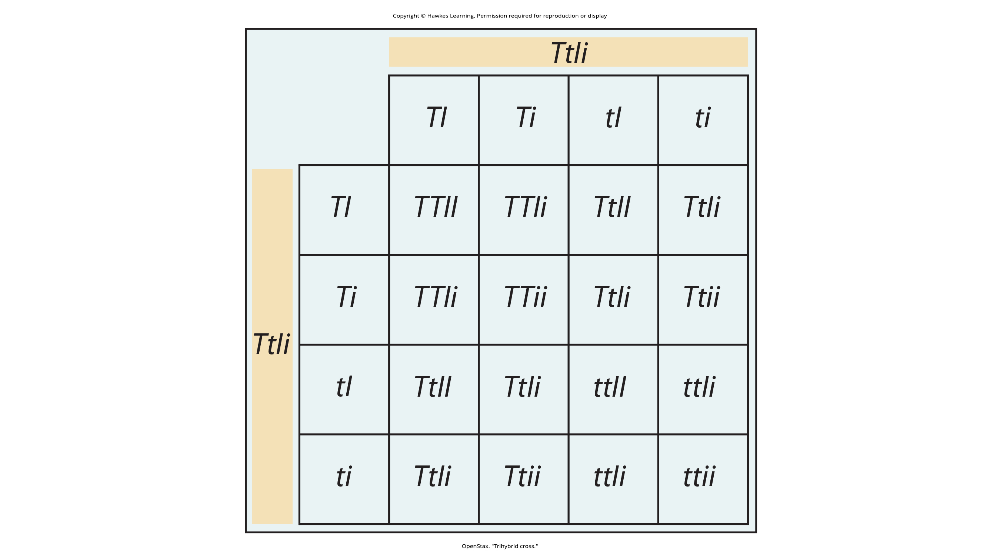 Copyright © Hawkes Learning. Permission required for reproduction or display
TtIi
TI Ti tI ti
TI TTII TTIi TtII TtIi
Ti TTIi TTii TtIi Ttii
TtIi
tI TtII TtIi ttII ttIi
ti TtIi Ttii ttIi ttii
OpenStax. "Trihybrid cross."